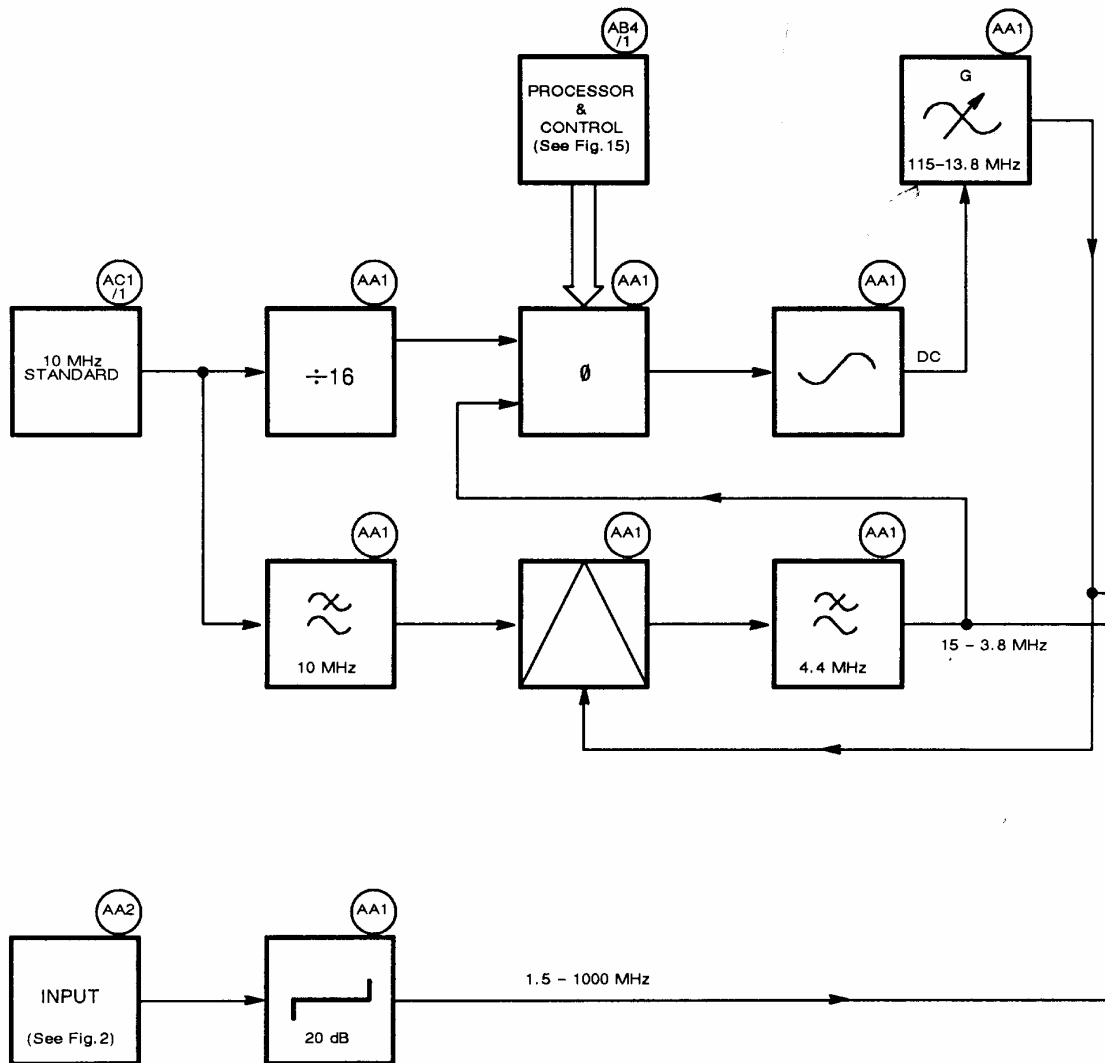 AB4
/1
AA1
PROCESSOR
&
CONTROL
(See Fig. 15)
G
115–13.8 MHz
AC1
/1
AA1
AA1
AA1
10 MHz
STANDARD
÷16
ø
DC
AA1
AA1
AA1
10 MHz
4.4 MHz
15 – 3.8 MHz
AA2
AA1
INPUT
(See Fig. 2)
20 dB
1.5 – 1000 MHz